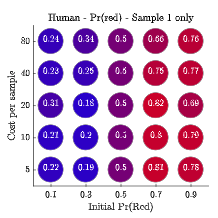 Human - Pr(red) - Sample 1 only
Cost per sample
80 0.24 0.34 0.5 0.66 0.76
40 0.23 0.25 0.5 0.75 0.77
20 0.31 0.18 0.5 0.82 0.69
10 0.21 0.2 0.5 0.8 0.79
5 0.22 0.19 0.5 0.81 0.78
0.1 0.3 0.5 0.7 0.9
Initial Pr(Red)